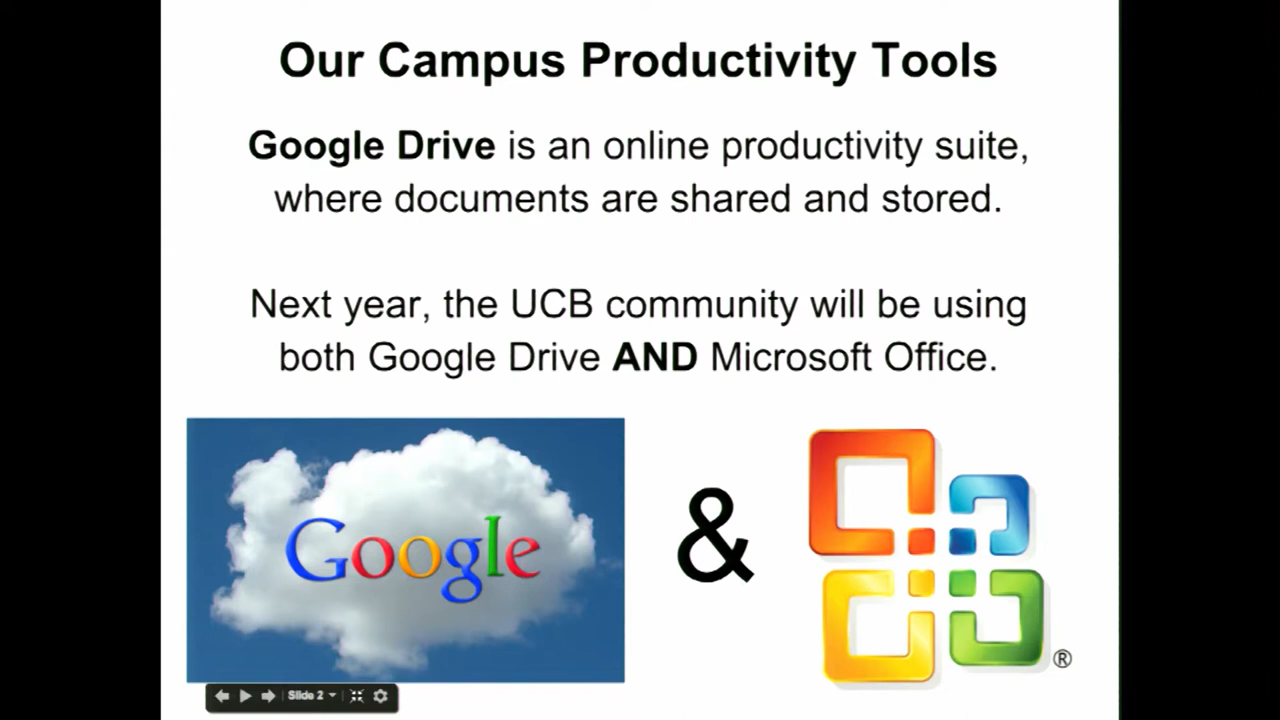 Our Campus Productivity Tools
Google Drive is an online productivity suite,
where documents are shared and stored.
Next year, the UCB community will be using
both Google Drive AND Microsoft Office.
Google
&
®
Slide 2